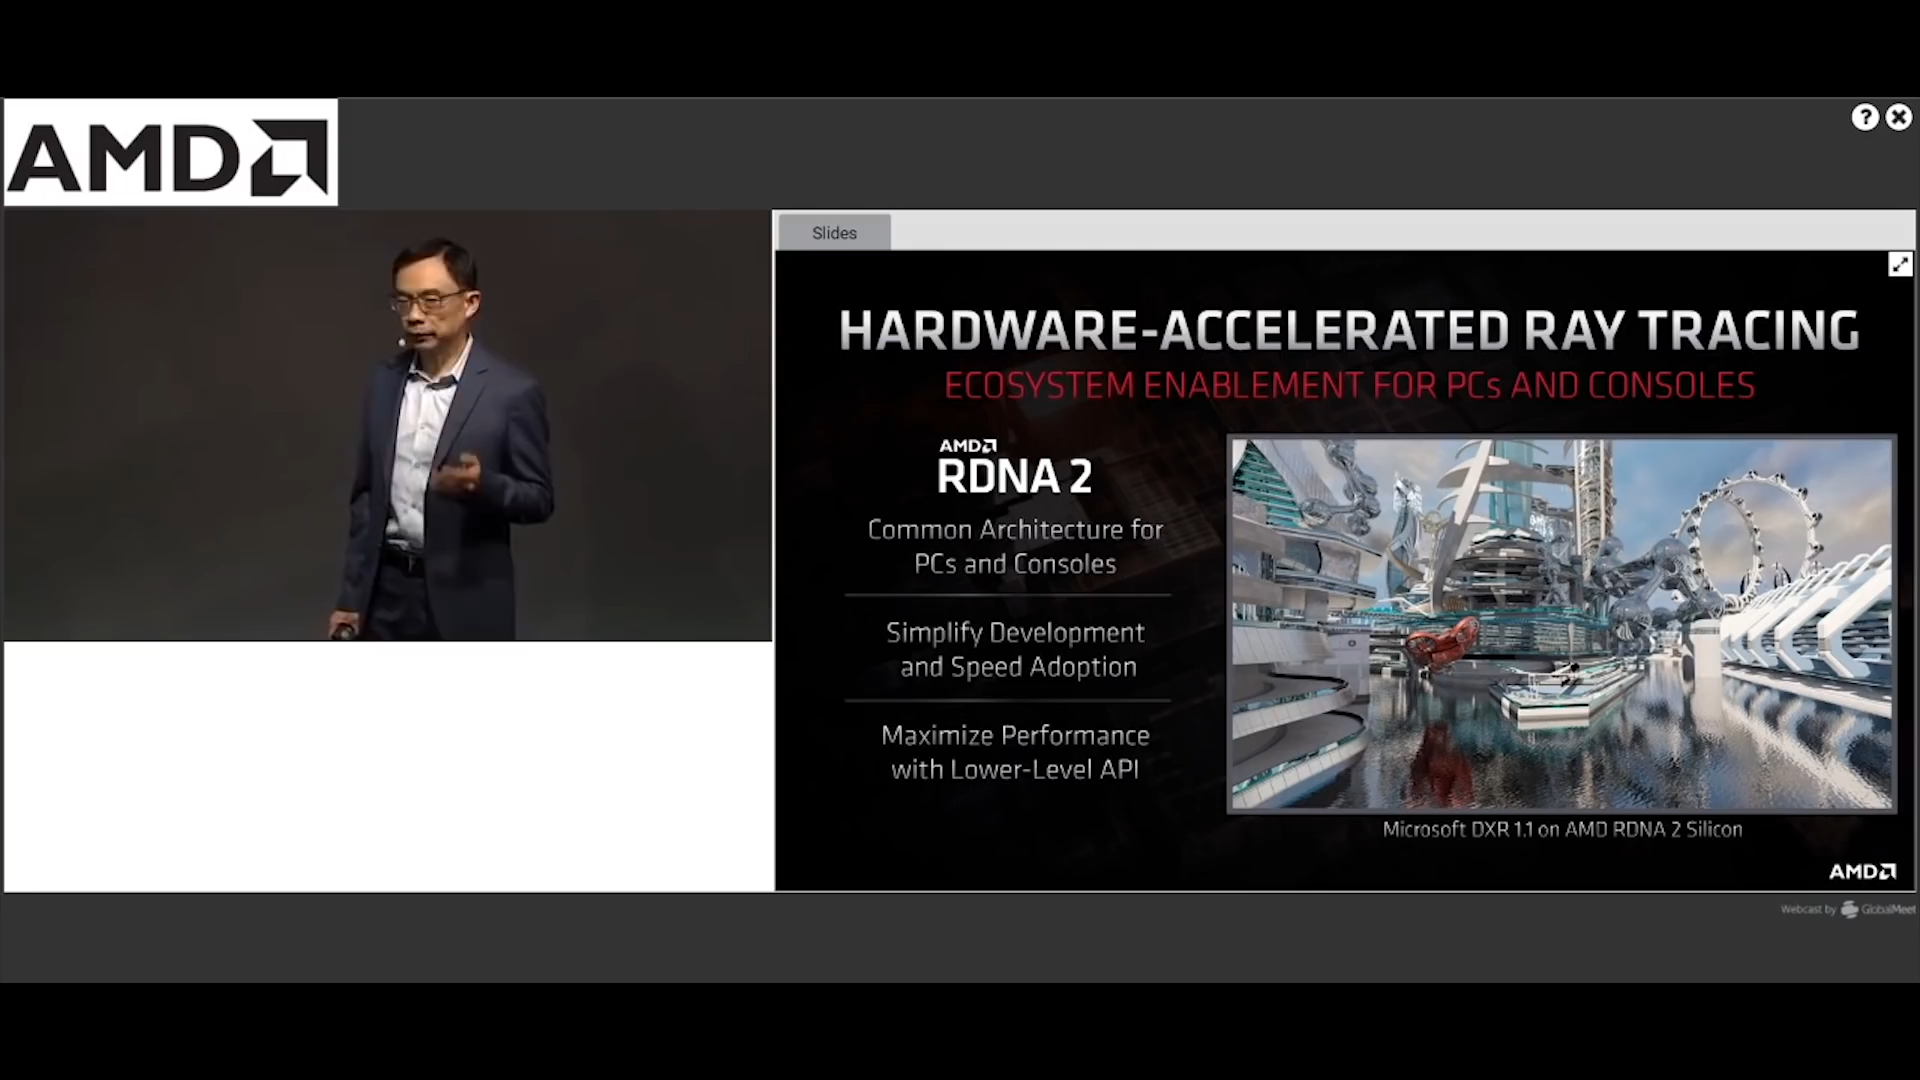 AMD
Slides
HARDWARE-ACCELERATED RAY TRACING
ECOSYSTEM ENABLEMENT FOR PCs AND CONSOLES
AMD
RDNA 2
Common Architecture for
PCs and Consoles
Simplify Development
and Speed Adoption
Maximize Performance
with Lower-Level API
Microsoft DXR 1.1 on AMD RDNA 2 Silicon
AMD
Webcast by GlobalMeet